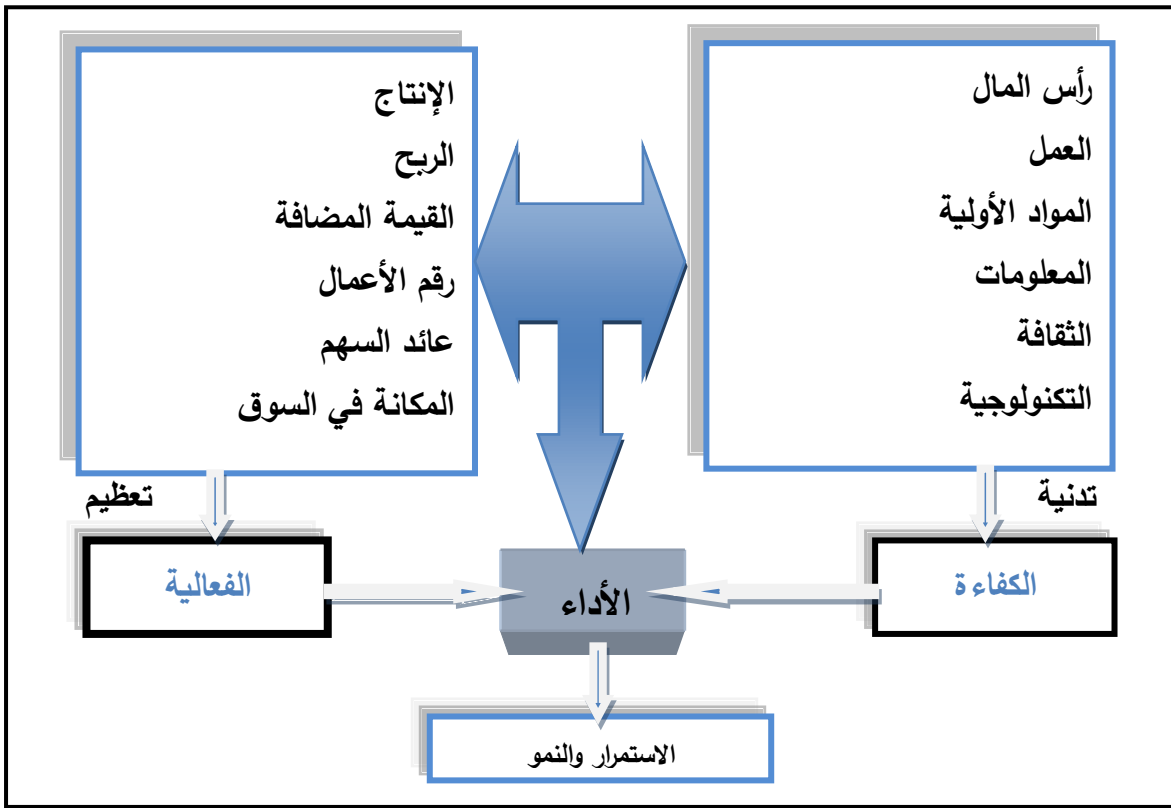 رأس المال
العمل
المواد الأولية
المعلومات
الثقافة
التكنولوجية
الإنتاج
الربح
القيمة المضافة
رقم الأعمال
عائد السهم
المكانة في السوق
تدنية
تعظيم
الكفاءة
الفعالية
الأداء
الاستمرار والنمو